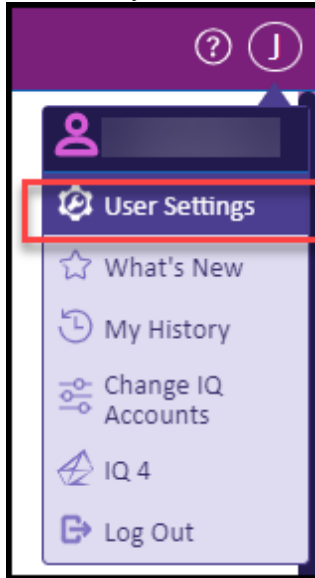 ? J
User Settings
What's New
My History
Change IQ
Accounts
IQ 4
Log Out